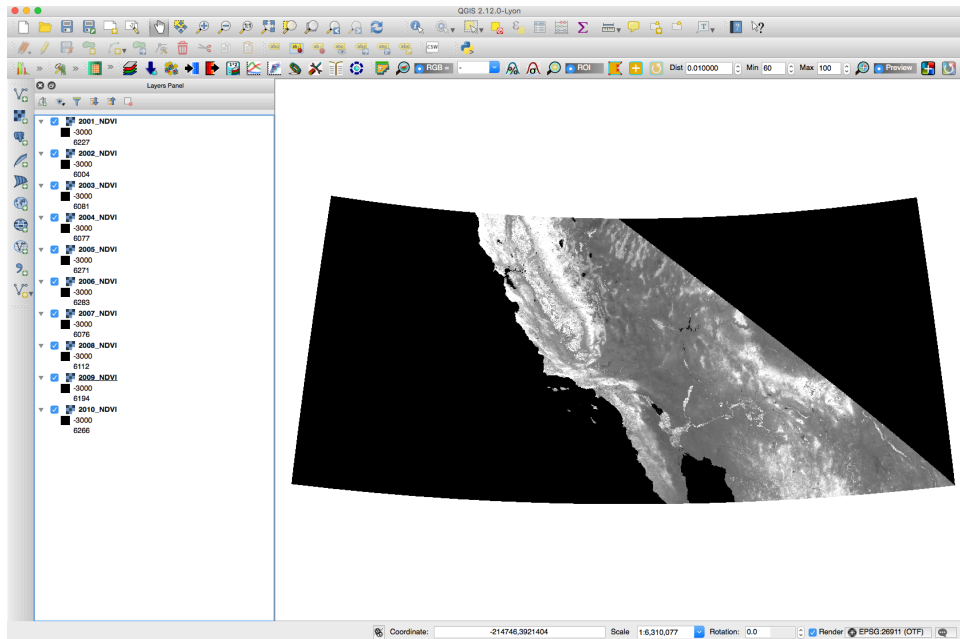 QGIS 2.12.0-Lyon
CSW
RGB = - ROI Dist 0.010000 Min 60 Max 100 Preview
Layers Panel
2001_NDVI
-3000
6227
2002_NDVI
-3000
6004
2003_NDVI
-3000
6081
2004_NDVI
-3000
6077
2005_NDVI
-3000
6271
2006_NDVI
-3000
6283
2007_NDVI
-3000
6076
2008_NDVI
-3000
6112
2009_NDVI
-3000
6194
2010_NDVI
-3000
6266
Coordinate: -214746,3921404 Scale 1:6,310,077 Rotation: 0.0 Render EPSG:26911 (OTF)